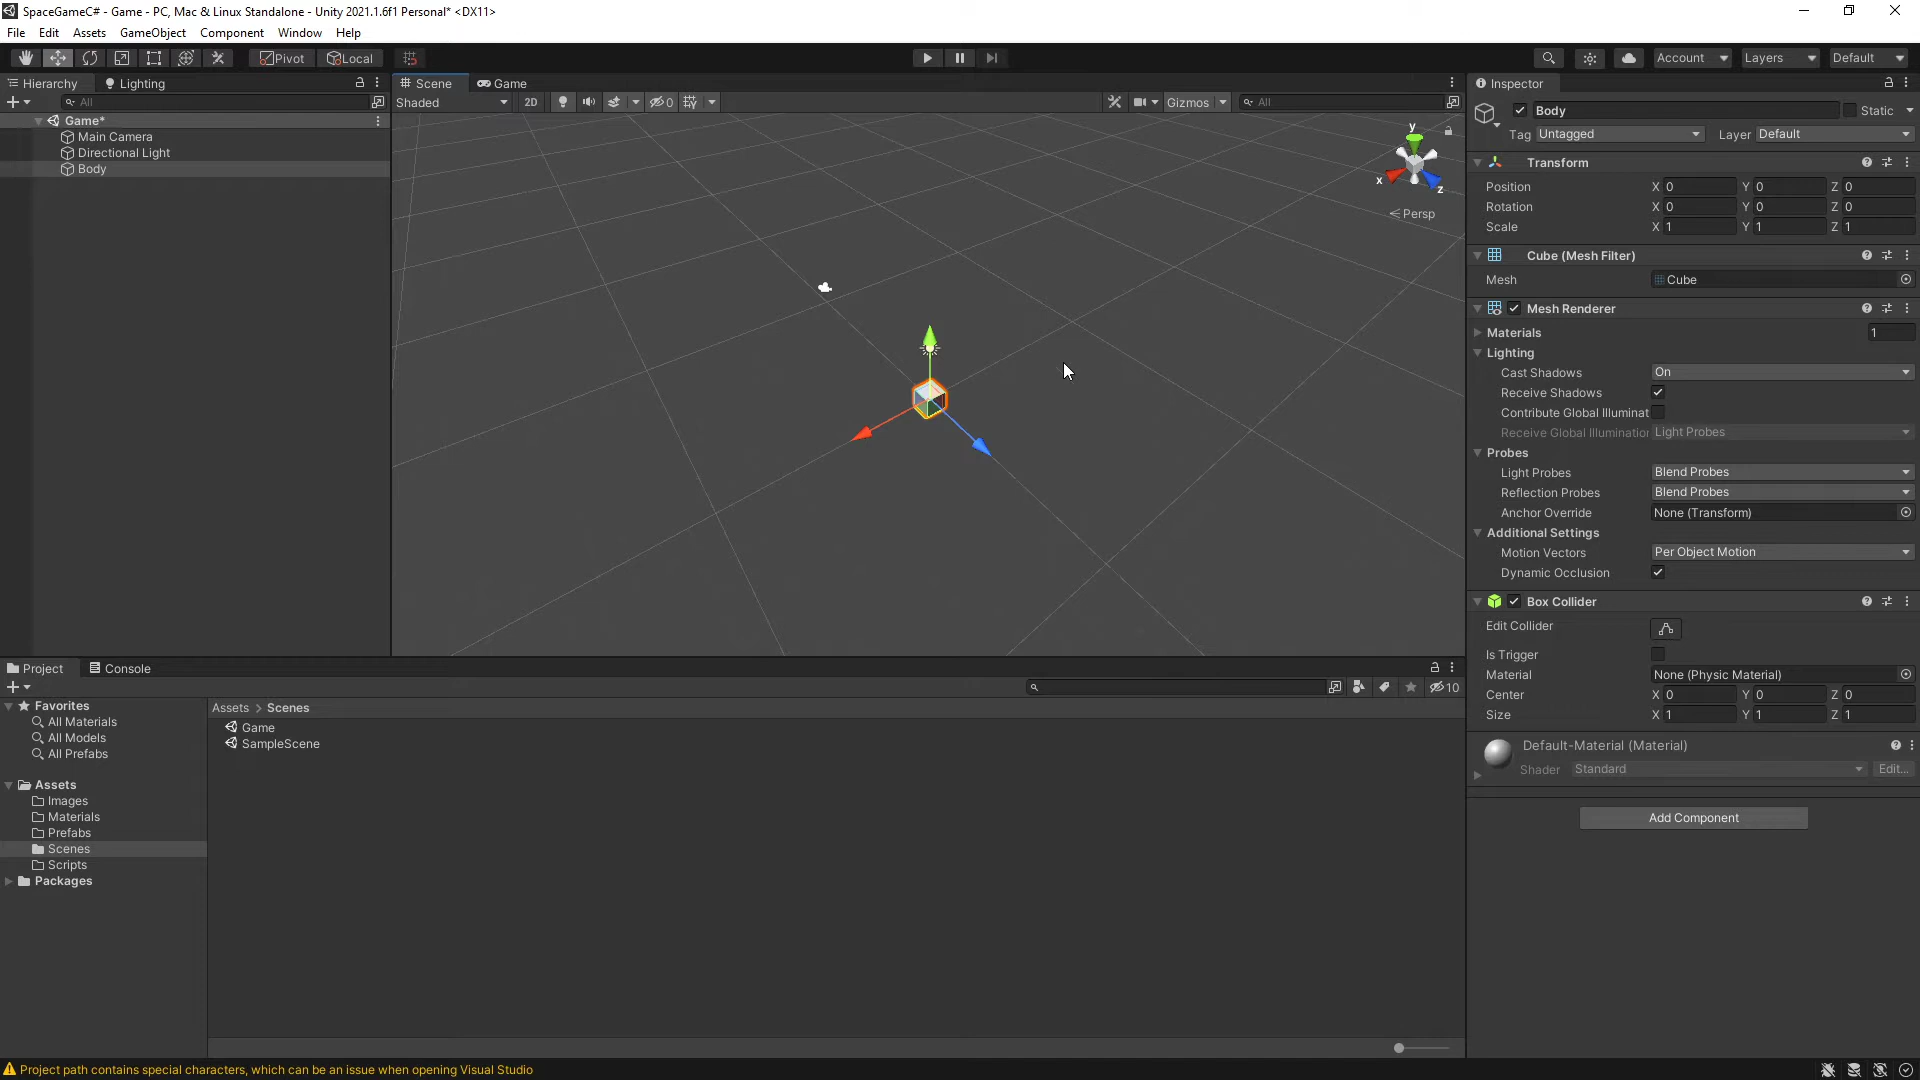 SpaceGameC# - Game - PC, Mac & Linux Standalone - Unity 2021.1.6f1 Personal* <DX11>
File Edit Assets GameObject Component Window Help
Pivot Local Account Layers Default
Hierarchy Lighting
All
Game*
Main Camera
Directional Light
Body
Scene Game
Shaded 2D 0 Gizmos All
y
x
z
Persp
Inspector
Body Static
Tag Untagged Layer Default
Transform
Position X 0 Y 0 Z 0
Rotation X 0 Y 0 Z 0
Scale X 1 Y 1 Z 1
Cube (Mesh Filter)
Mesh Cube
Mesh Renderer
Materials 1
Lighting
Cast Shadows On
Receive Shadows
Contribute Global Illuminat
Receive Global Illumination Light Probes
Probes
Light Probes Blend Probes
Reflection Probes Blend Probes
Anchor Override None (Transform)
Additional Settings
Motion Vectors Per Object Motion
Dynamic Occlusion
Box Collider
Edit Collider
Is Trigger
Material None (Physic Material)
Center X 0 Y 0 Z 0
Size X 1 Y 1 Z 1
Default-Material (Material)
Shader Standard Edit...
Add Component
Project Console
10
Favorites
All Materials
All Models
All Prefabs
Assets
Images
Materials
Prefabs
Scenes
Scripts
Packages
Assets > Scenes
Game
SampleScene
Project path contains special characters, which can be an issue when opening Visual Studio